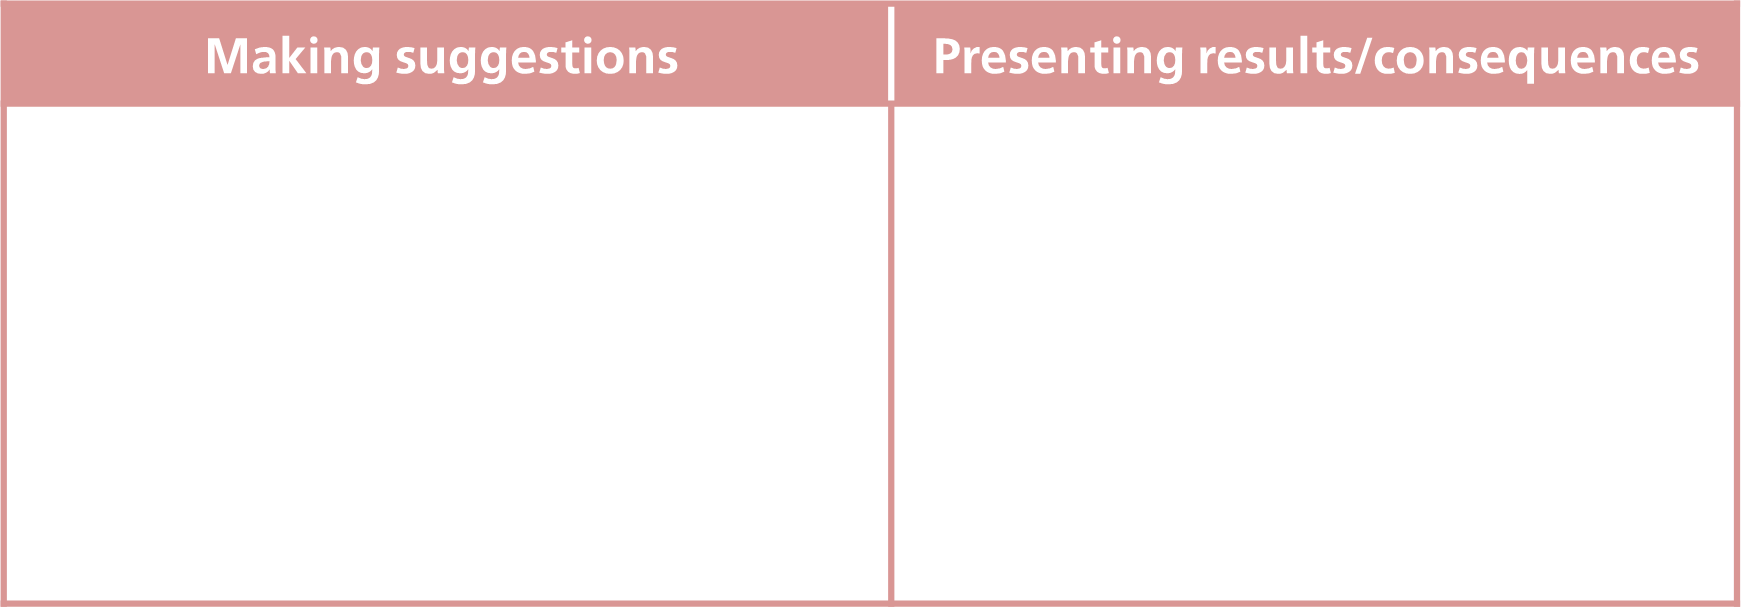 Making suggestions
Presenting results/consequences